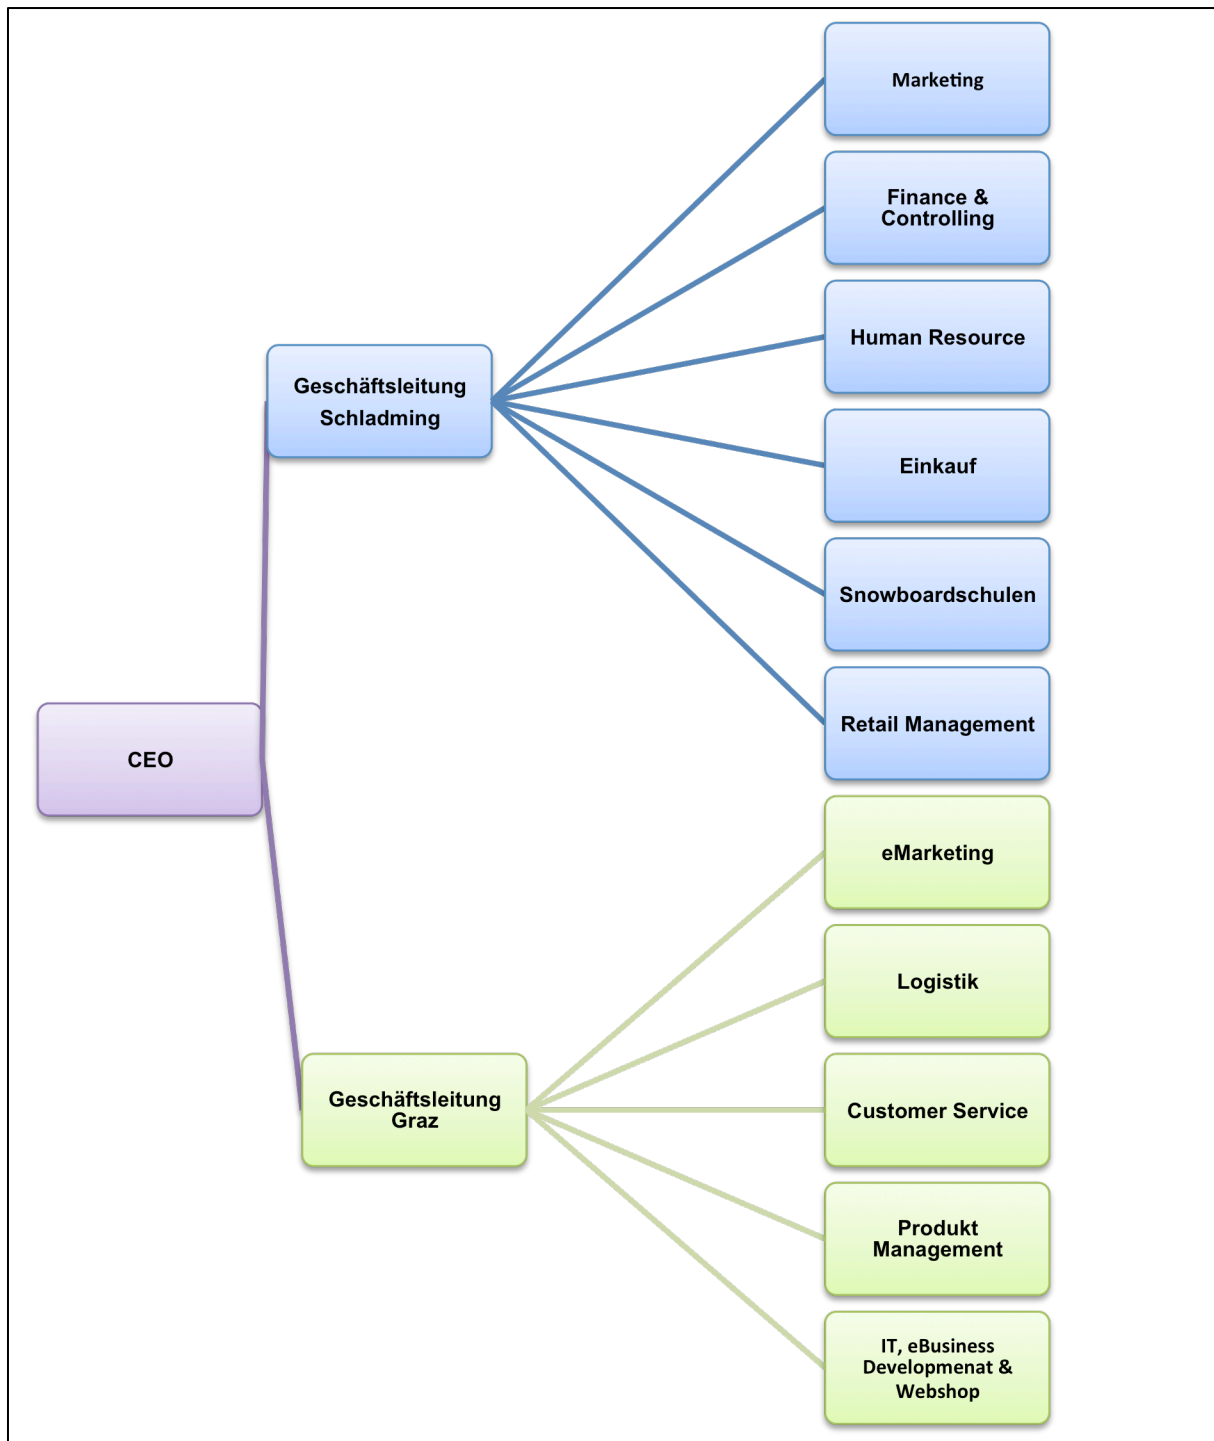 Marketing
Finance &
Controlling
Human Resource
Geschäftsleitung
Schladming
Einkauf
Snowboardschulen
Retail Management
CEO
eMarketing
Logistik
Geschäftsleitung
Graz
Customer Service
Produkt
Management
IT, eBusiness
Developmenat &
Webshop